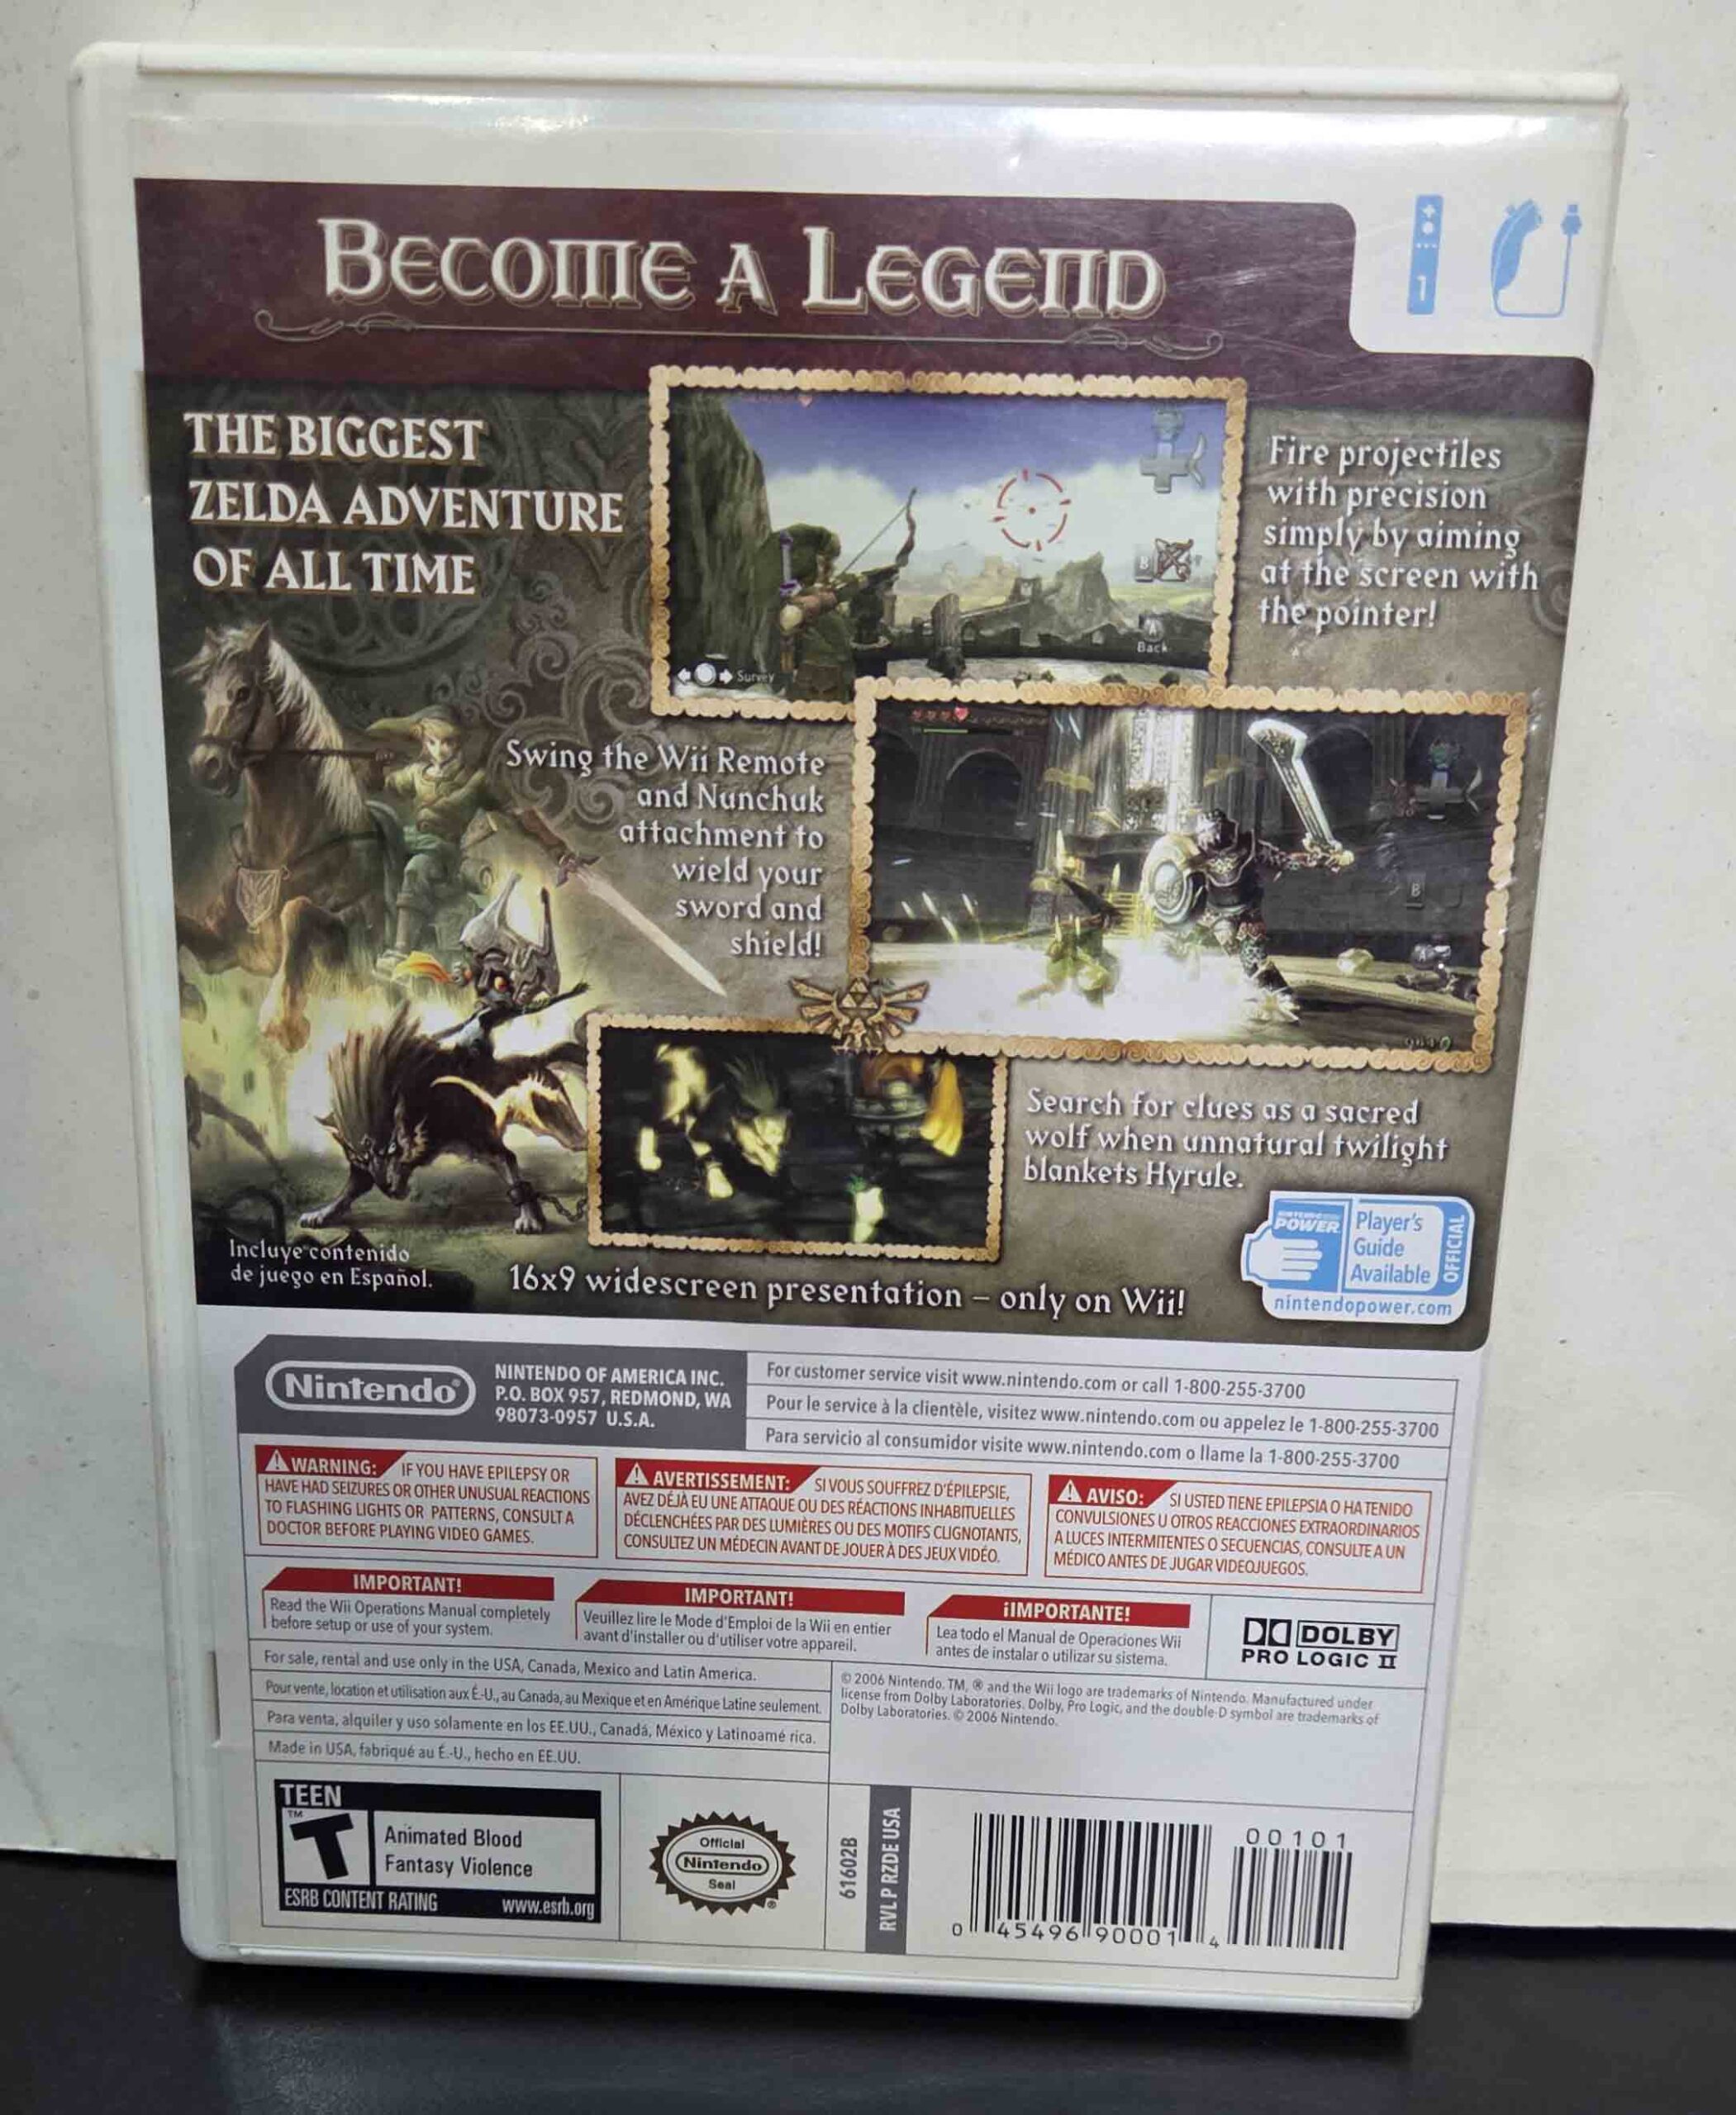 BECOME A LEGEND
1
THE BIGGEST
ZELDA ADVENTURE
OF ALL TIME
Fire projectiles
with precision
simply by aiming
at the screen with
the pointer!
B
Back
Survey
Swing the Wii Remote
and Nunchuk
attachment to
wield your
sword and
shield!
B
Search for clues as a sacred
wolf when unnatural twilight
blankets Hyrule.
NINTENDO
POWER
Player's
Guide
Available
OFFICIAL
nintendopower.com
Incluye contenido
de juego en Español.
16x9 widescreen presentation – only on Wii!
Nintendo®
NINTENDO OF AMERICA INC.
P.O. BOX 957, REDMOND, WA
98073-0957 U.S.A.
For customer service visit www.nintendo.com or call 1-800-255-3700
Pour le service à la clientèle, visitez www.nintendo.com ou appelez le 1-800-255-3700
Para servicio al consumidor visite www.nintendo.com o llame la 1-800-255-3700
WARNING: IF YOU HAVE EPILEPSY OR
HAVE HAD SEIZURES OR OTHER UNUSUAL REACTIONS
TO FLASHING LIGHTS OR PATTERNS, CONSULT A
DOCTOR BEFORE PLAYING VIDEO GAMES.
AVERTISSEMENT: SI VOUS SOUFFREZ D'ÉPILEPSIE,
AVEZ DÉJÀ EU UNE ATTAQUE OU DES RÉACTIONS INHABITUELLES
DÉCLENCHÉES PAR DES LUMIÈRES OU DES MOTIFS CLIGNOTANTS,
CONSULTEZ UN MÉDECIN AVANT DE JOUER À DES JEUX VIDÉO.
AVISO: SI USTED TIENE EPILEPSIA O HA TENIDO
CONVULSIONES U OTROS REACCIONES EXTRAORDINARIOS
A LUCES INTERMITENTES O SECUENCIAS, CONSULTE A UN
MÉDICO ANTES DE JUGAR VIDEOJUEGOS.
IMPORTANT!
Read the Wii Operations Manual completely
before setup or use of your system.
IMPORTANT!
Veuillez lire le Mode d'Emploi de la Wii en entier
avant d'installer ou d'utiliser votre appareil.
¡IMPORTANTE!
Lea todo el Manual de Operaciones Wii
antes de instalar o utilizar su sistema.
DOLBY
PRO LOGIC II
For sale, rental and use only in the USA, Canada, Mexico and Latin America.
Pour vente, location et utilisation aux É.-U., au Canada, au Mexique et en Amérique Latine seulement.
Para venta, alquiler y uso solamente en los EE.UU., Canadá, México y Latinoamé rica.
Made in USA, fabriqué au É.-U., hecho en EE.UU.
© 2006 Nintendo. TM, ® and the Wii logo are trademarks of Nintendo. Manufactured under
license from Dolby Laboratories. Dolby, Pro Logic, and the double-D symbol are trademarks of
Dolby Laboratories. © 2006 Nintendo.
TEEN
TM
T
Animated Blood
Fantasy Violence
ESRB CONTENT RATING www.esrb.org
Official
Nintendo
Seal
®
61602B
RVL P RZDE USA
00101
0 45496 90001 4